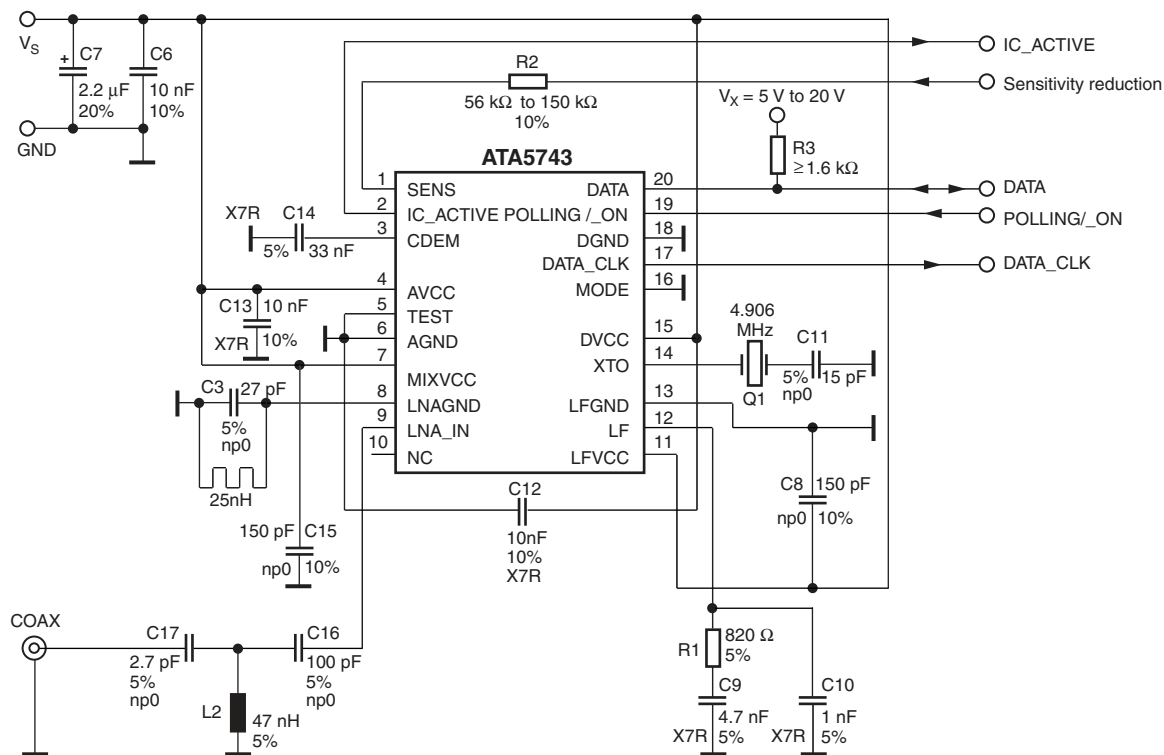 V_S
C7
+
2.2 µF
20%
C6
10 nF
10%
GND
IC_ACTIVE
R2
56 kΩ to 150 kΩ
10%
Sensitivity reduction
V_X = 5 V to 20 V
R3
≥1.6 kΩ
ATA5743
1 SENS DATA 20
DATA
2 IC_ACTIVE POLLING /_ON 19
POLLING/_ON
3 CDEM DGND 18
X7R C14
5% 33 nF
DATA_CLK 17
DATA_CLK
4 AVCC MODE 16
5 TEST
6 AGND DVCC 15
7 MIXVCC XTO 14
8 LNAGND LFGND 13
9 LNA_IN LF 12
10 NC LFVCC 11
C13 10 nF
X7R 10%
4.906
MHz
Q1
C11
5% 15 pF
np0
C3 27 pF
5%
np0
25nH
C8 150 pF
np0 10%
C12
10nF
10%
X7R
150 pF C15
np0 10%
COAX
C17
2.7 pF
5%
np0
C16
100 pF
5%
np0
L2
47 nH
5%
R1 820 Ω
5%
C9
4.7 nF
X7R 5%
C10
1 nF
X7R 5%